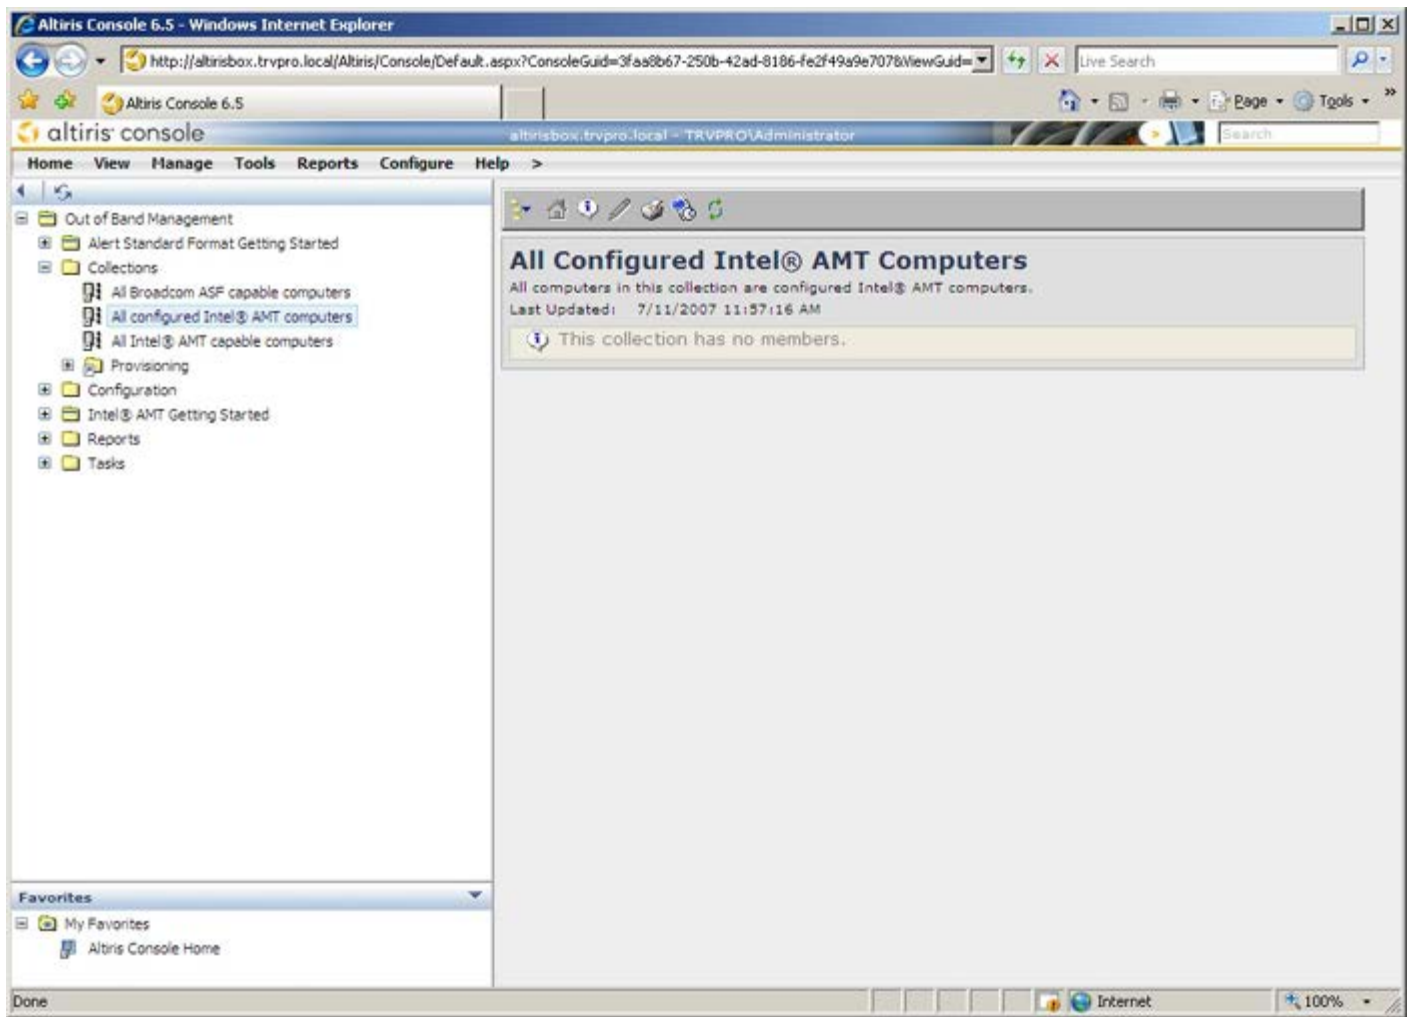 Altiris Console 6.5 - Windows Internet Explorer
http://altirisbox.trvpro.local/Altiris/Console/Default.aspx?ConsoleGuid=3faa8b67-250b-42ad-8186-fe2f49a9e707&ViewGuid=
Live Search
Altiris Console 6.5
Page
Tools
altiris console
altirisbox.trvpro.local - TRVPRO\Administrator
Search
Home View Manage Tools Reports Configure Help >
Out of Band Management
Alert Standard Format Getting Started
Collections
All Broadcom ASF capable computers
All configured Intel® AMT computers
All Intel® AMT capable computers
Provisioning
Configuration
Intel® AMT Getting Started
Reports
Tasks
All Configured Intel® AMT Computers
All computers in this collection are configured Intel® AMT computers.
Last Updated: 7/11/2007 11:57:16 AM
This collection has no members.
Favorites
My Favorites
Altiris Console Home
Done
Internet
100%